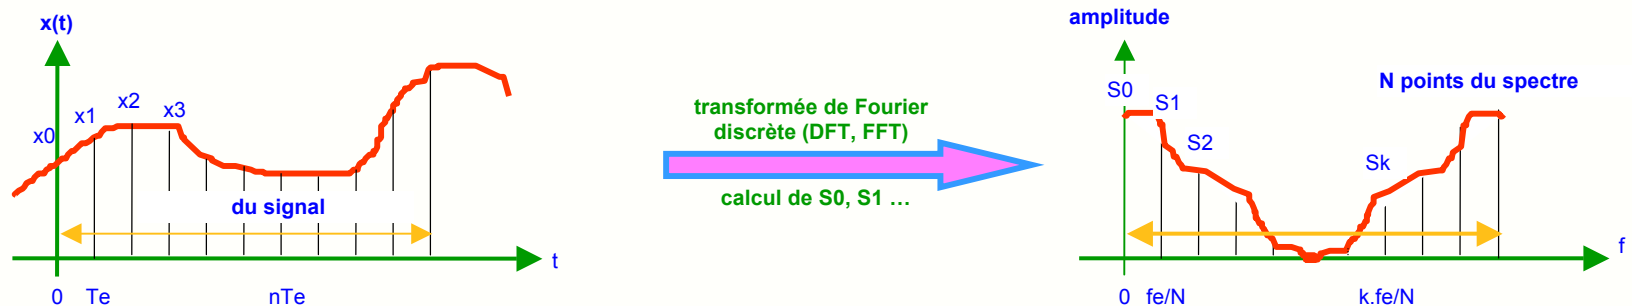 x(t)
x0
x1
x2
x3
du signal
t
0 Te nTe
transformée de Fourier
discrète (DFT, FFT)
calcul de S0, S1 ...
amplitude
N points du spectre
S0
S1
S2
Sk
f
0 fe/N k.fe/N